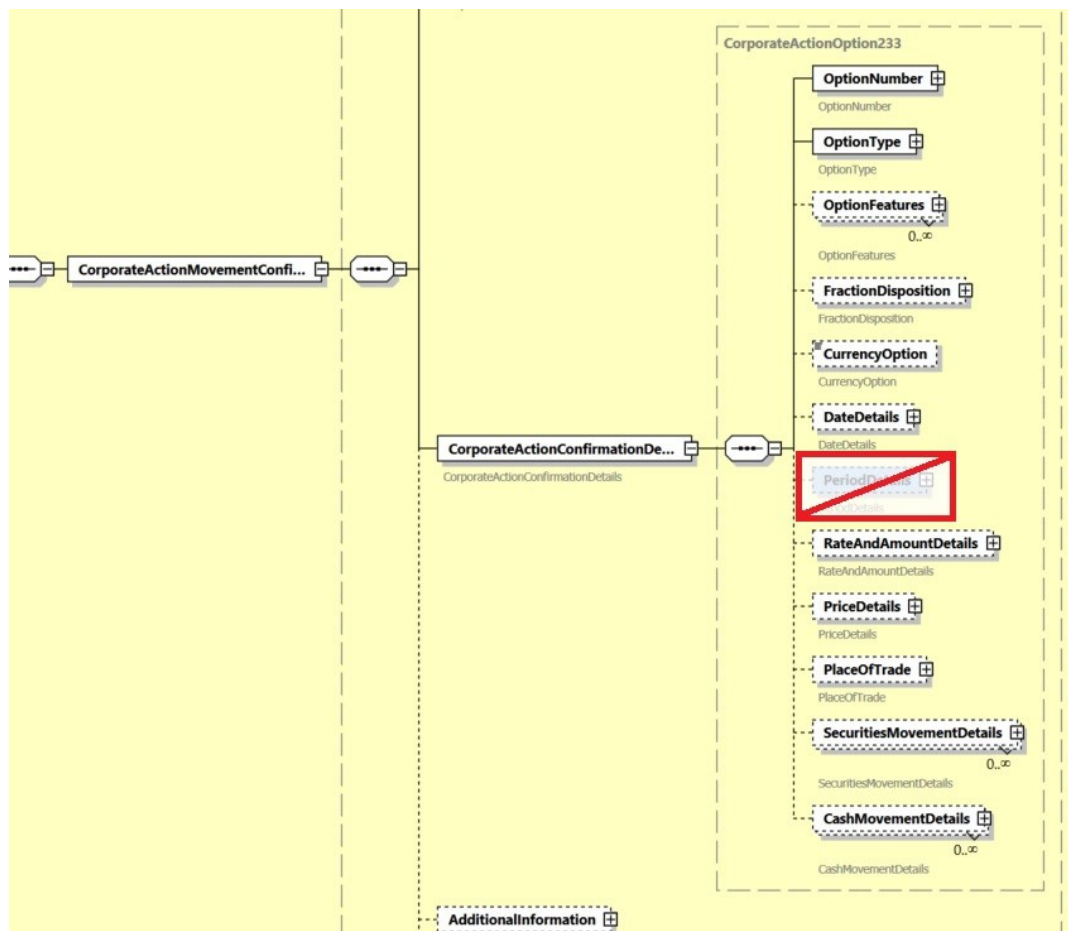 CorporateActionOption233
OptionNumber
OptionNumber
OptionType
OptionType
OptionFeatures
0..∞
OptionFeatures
CorporateActionMovementConfi...
FractionDisposition
FractionDisposition
CurrencyOption
CurrencyOption
DateDetails
DateDetails
CorporateActionConfirmationDe...
CorporateActionConfirmationDetails
PeriodDetails
RateAndAmountDetails
RateAndAmountDetails
PriceDetails
PriceDetails
PlaceOfTrade
PlaceOfTrade
SecuritiesMovementDetails
0..∞
SecuritiesMovementDetails
CashMovementDetails
0..∞
CashMovementDetails
AdditionalInformation